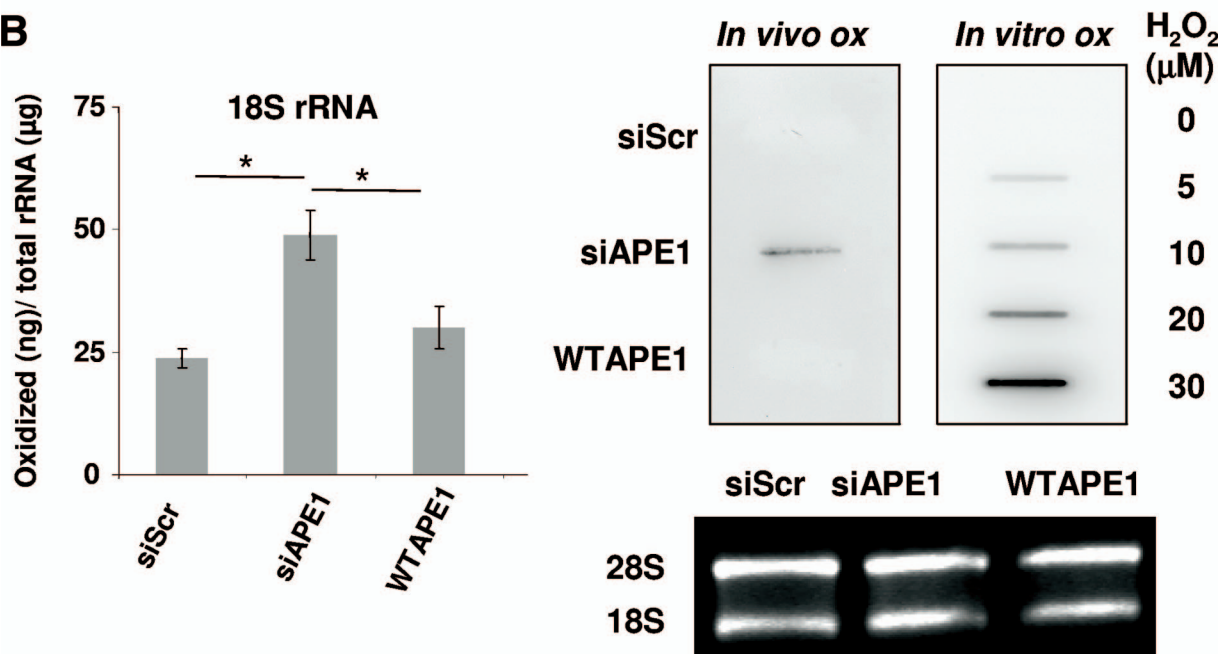 B
18S rRNA
Oxidized (ng)/ total rRNA (µg)
75
50
25
0
*
*
siScr
siAPE1
WTAPE1
In vivo ox
In vitro ox
H₂O₂
(µM)
siScr
siAPE1
WTAPE1
0
5
10
20
30
siScr siAPE1 WTAPE1
28S
18S